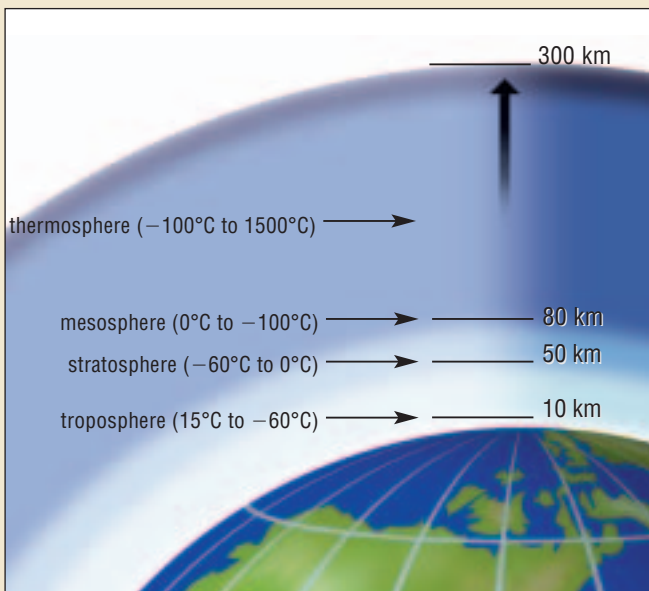 300 km
thermosphere (−100°C to 1500°C)
mesosphere (0°C to −100°C)
80 km
stratosphere (−60°C to 0°C)
50 km
troposphere (15°C to −60°C)
10 km